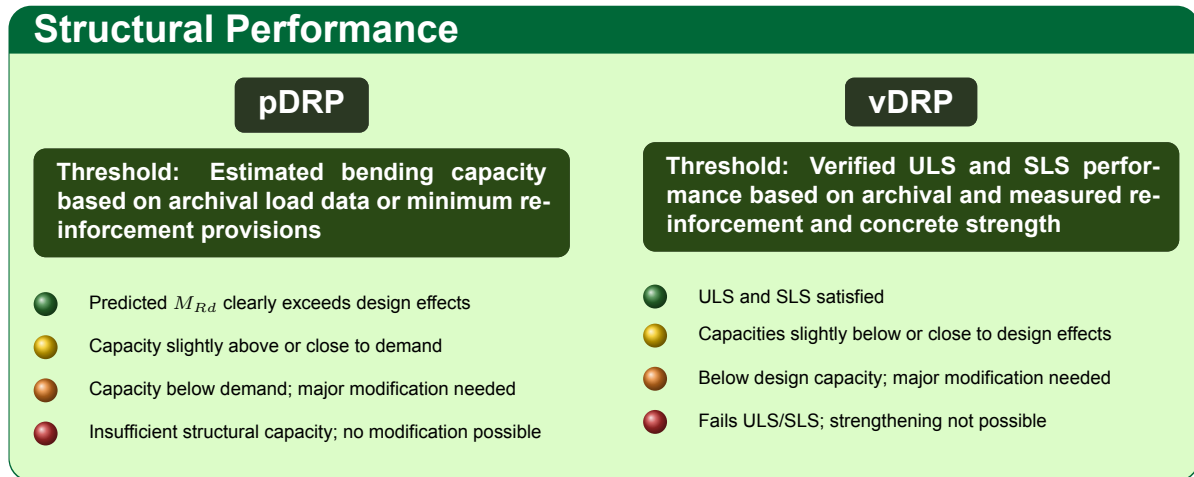 Structural Performance
pDRP
Threshold: Estimated bending capacity
based on archival load data or minimum re-
inforcement provisions
Predicted M_{Rd} clearly exceeds design effects
Capacity slightly above or close to demand
Capacity below demand; major modification needed
Insufficient structural capacity; no modification possible
vDRP
Threshold: Verified ULS and SLS perfor-
mance based on archival and measured re-
inforcement and concrete strength
ULS and SLS satisfied
Capacities slightly below or close to design effects
Below design capacity; major modification needed
Fails ULS/SLS; strengthening not possible